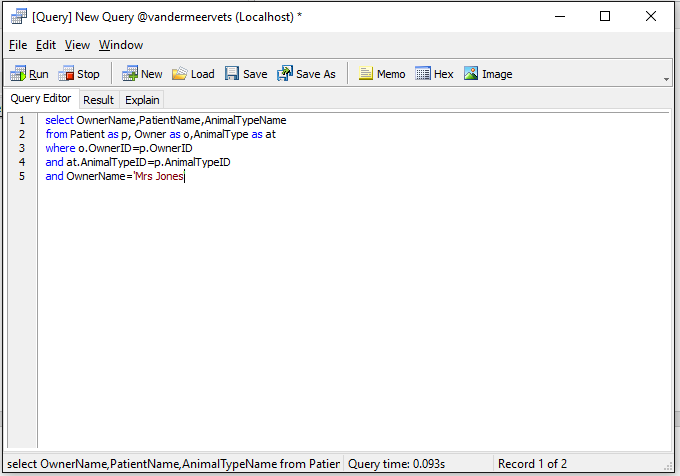 [Query] New Query @vandermeervets (Localhost) *
File Edit View Window
Run Stop New Load Save Save As Memo Hex Image
Query Editor Result Explain
1 select OwnerName,PatientName,AnimalTypeName
2 from Patient as p, Owner as o,AnimalType as at
3 where o.OwnerID=p.OwnerID
4 and at.AnimalTypeID=p.AnimalTypeID
5 and OwnerName='Mrs Jones
select OwnerName,PatientName,AnimalTypeName from Patier Query time: 0.093s Record 1 of 2